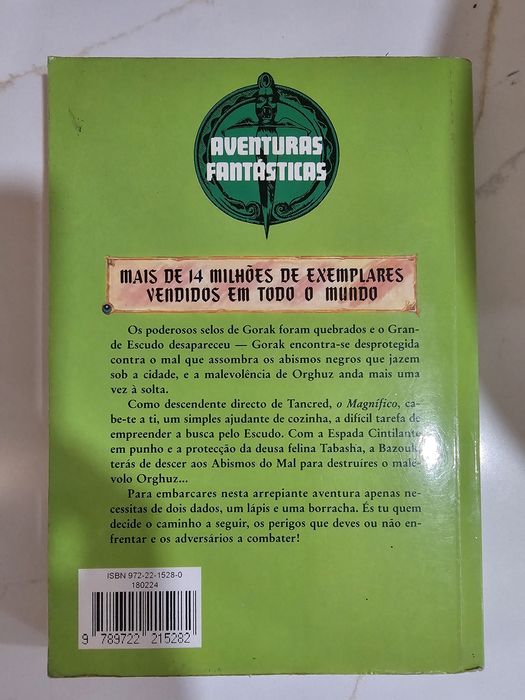 AVENTURAS
FANTÁSTICAS
MAIS DE 14 MILHÕES DE EXEMPLARES
VENDIDOS EM TODO O MUNDO
Os poderosos selos de Gorak foram quebrados e o Gran-
de Escudo desapareceu — Gorak encontra-se desprotegida
contra o mal que assombra os abismos negros que jazem
sob a cidade, e a malevolência de Orghuz anda mais uma
vez à solta.
Como descendente directo de Tancred, o Magnífico, ca-
be-te a ti, um simples ajudante de cozinha, a difícil tarefa de
empreender a busca pelo Escudo. Com a Espada Cintilante
em punho e a protecção da deusa felina Tabasha, a Bazouk,
terás de descer aos Abismos do Mal para destruíres o malé-
volo Orghuz...
Para embarcares nesta arrepiante aventura apenas ne-
cessitas de dois dados, um lápis e uma borracha. És tu quem
decide o caminho a seguir, os perigos que deves ou não en-
frentar e os adversários a combater!
ISBN 972-22-1528-0
180224
9 789722 215282